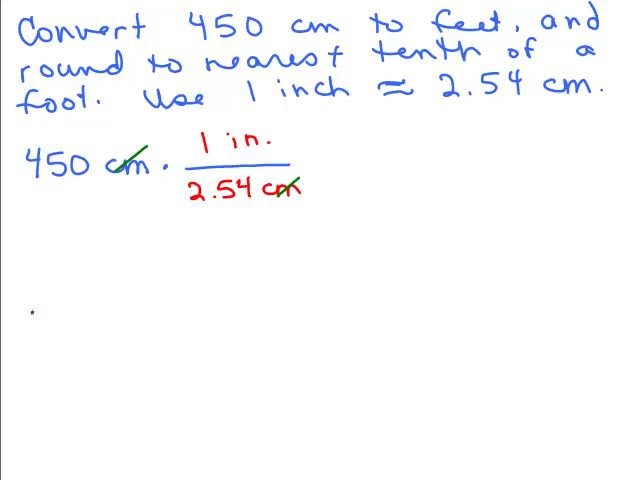 Convert 450 cm to feet, and
round to nearest tenth of a
foot. Use 1 inch ≈ 2.54 cm.
450 cm · 1 in.
2.54 cm